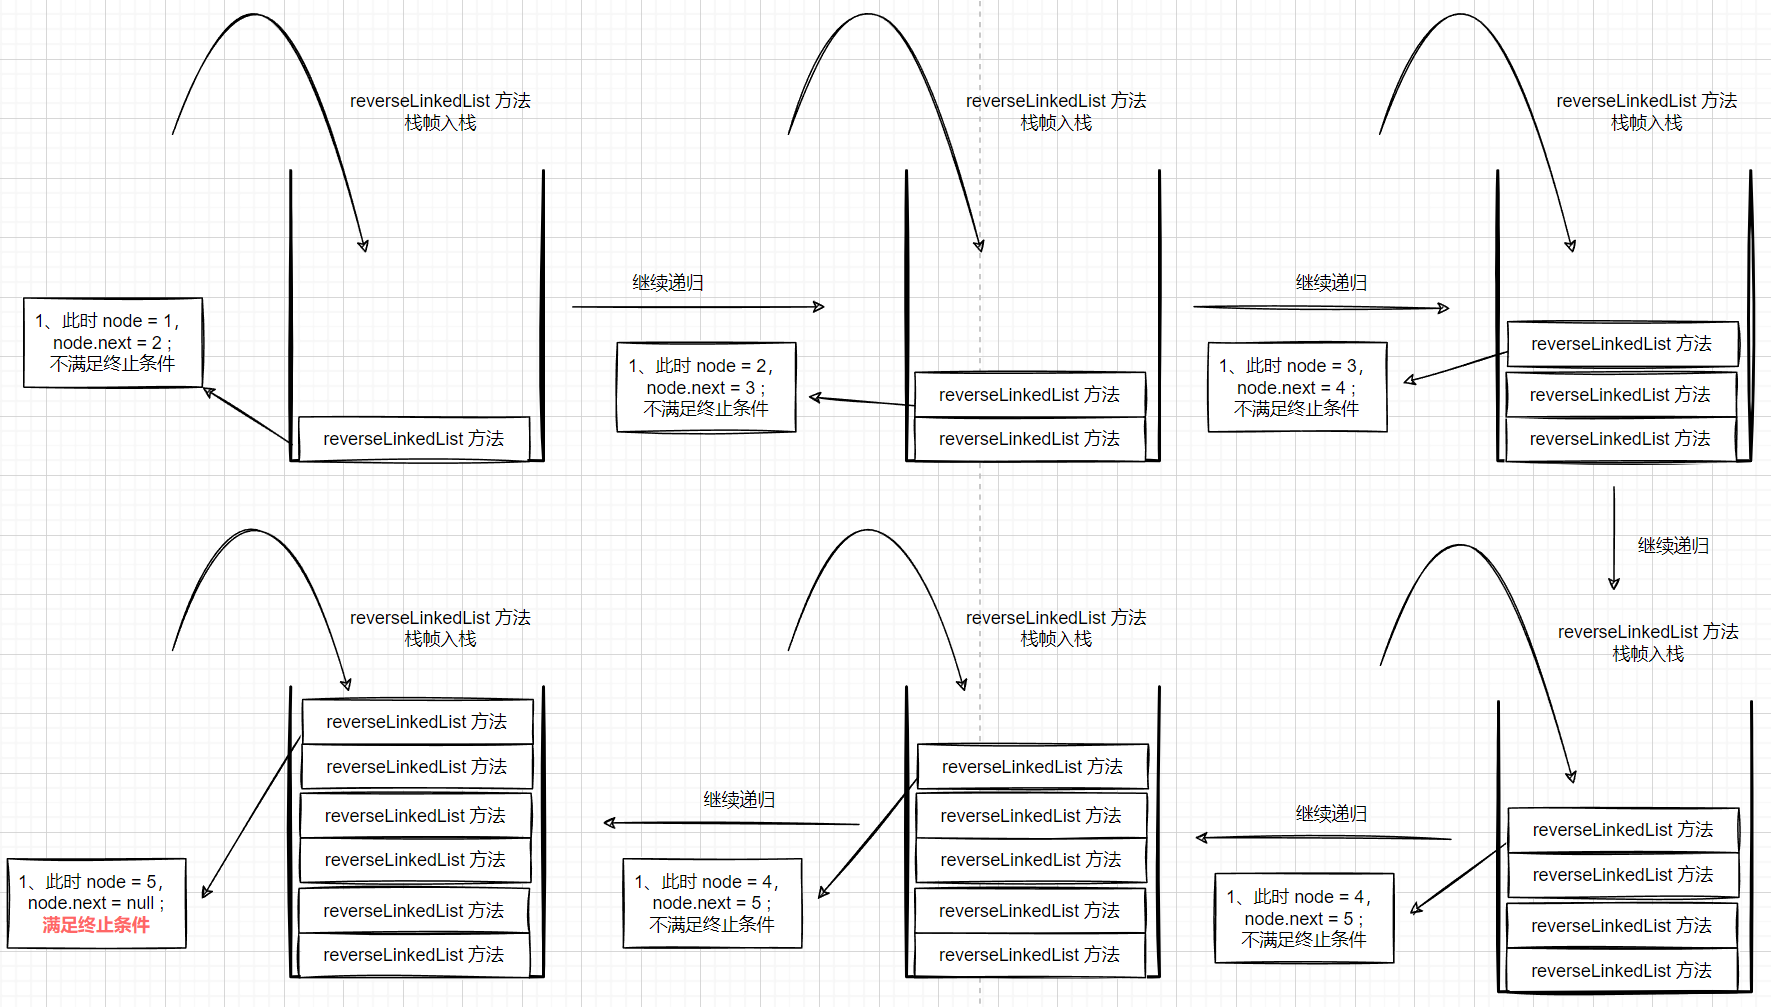 reverseLinkedList 方法
栈帧入栈
1、此时 node = 1，
node.next = 2 ;
不满足终止条件
reverseLinkedList 方法
继续递归
reverseLinkedList 方法
栈帧入栈
1、此时 node = 2，
node.next = 3 ;
不满足终止条件
reverseLinkedList 方法
reverseLinkedList 方法
继续递归
reverseLinkedList 方法
栈帧入栈
1、此时 node = 3，
node.next = 4 ;
不满足终止条件
reverseLinkedList 方法
reverseLinkedList 方法
reverseLinkedList 方法
继续递归
reverseLinkedList 方法
栈帧入栈
1、此时 node = 4，
node.next = 5 ;
不满足终止条件
reverseLinkedList 方法
reverseLinkedList 方法
reverseLinkedList 方法
reverseLinkedList 方法
继续递归
reverseLinkedList 方法
栈帧入栈
1、此时 node = 4，
node.next = 5 ;
不满足终止条件
reverseLinkedList 方法
reverseLinkedList 方法
reverseLinkedList 方法
reverseLinkedList 方法
reverseLinkedList 方法
继续递归
reverseLinkedList 方法
栈帧入栈
1、此时 node = 5，
node.next = null ;
满足终止条件
reverseLinkedList 方法
reverseLinkedList 方法
reverseLinkedList 方法
reverseLinkedList 方法
reverseLinkedList 方法
reverseLinkedList 方法